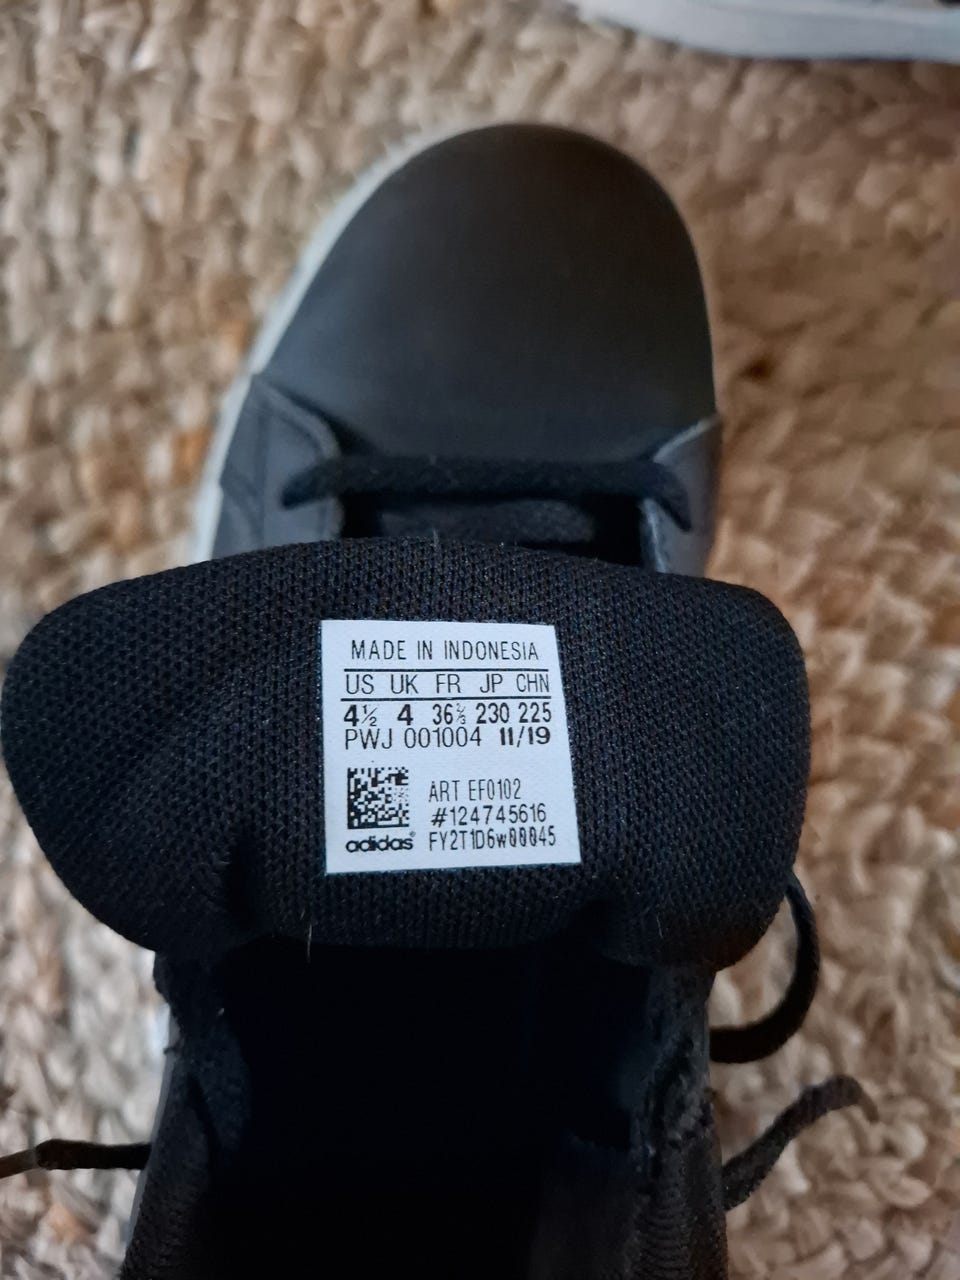 MADE IN INDONESIA
US UK FR JP CHN
4½ 4 36⅔ 230 225
PWJ 001004 11/19
ART EF0102
#124745616
adidas® FY2T1D6w00045